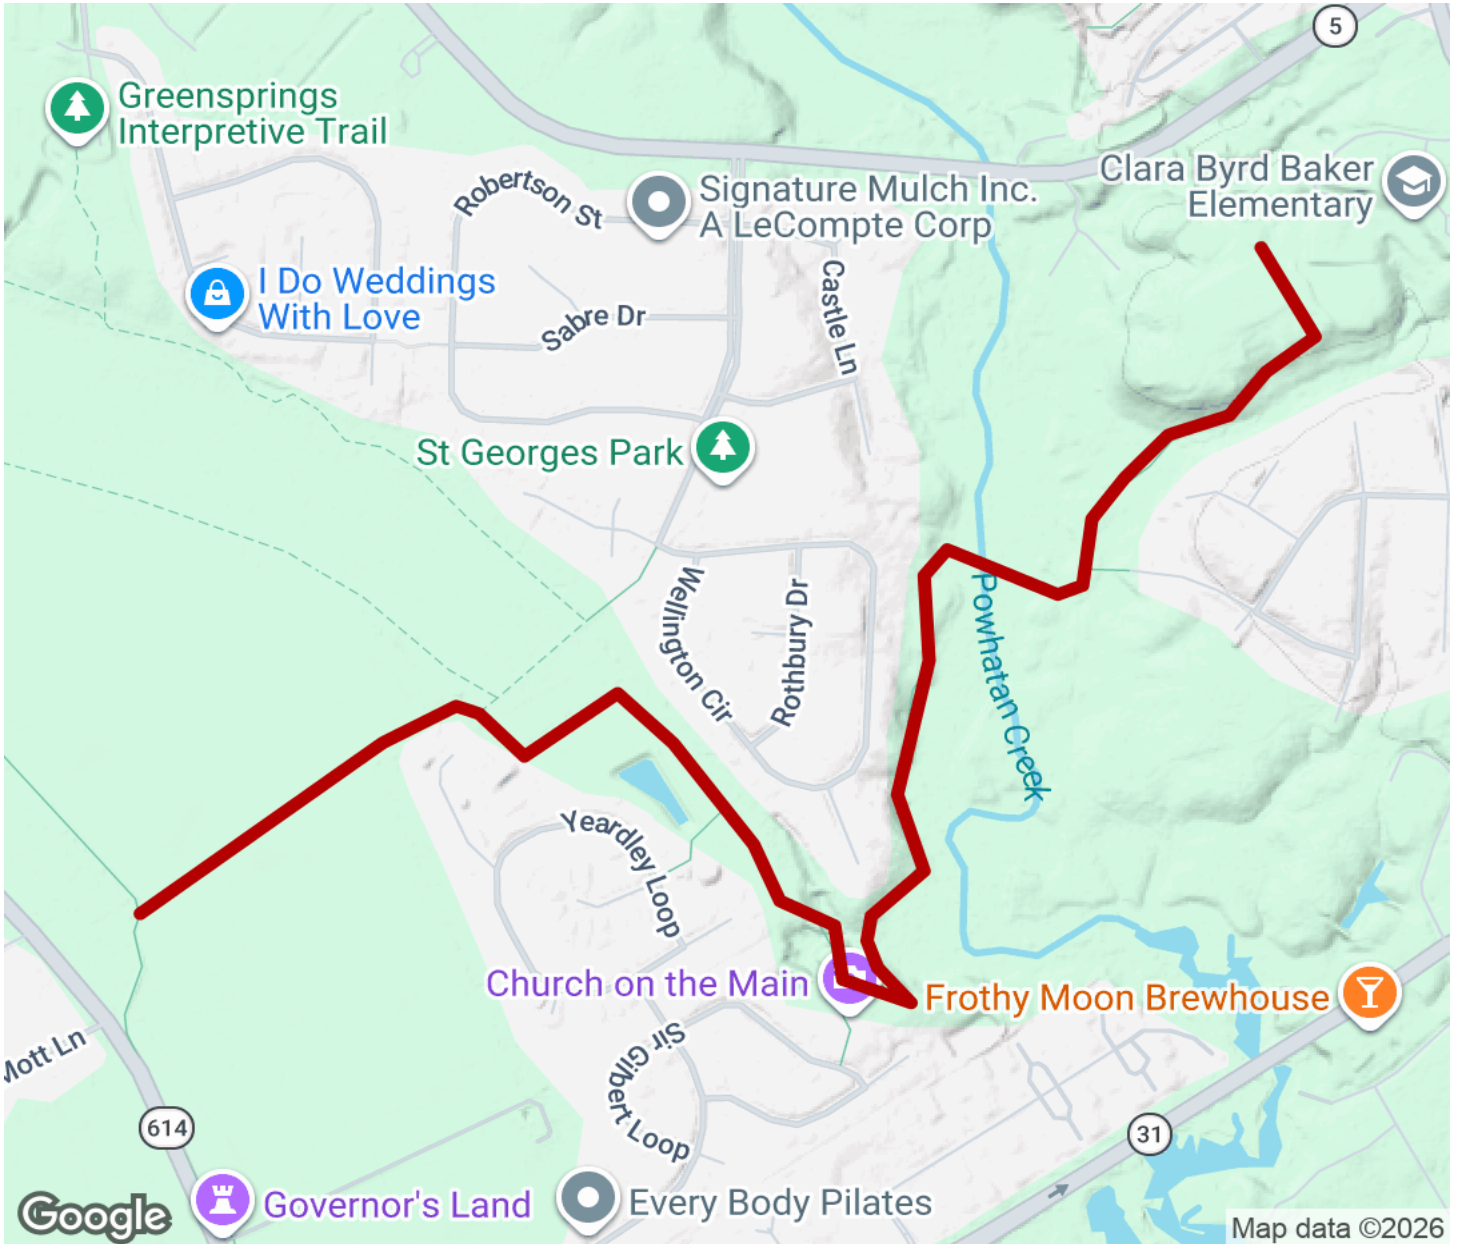 5
Greensprings
Interpretive Trail
Clara Byrd Baker
Elementary
Robertson St
Signature Mulch Inc.
A LeCompte Corp
I Do Weddings
With Love
Castle Ln
Sabre Dr
St Georges Park
Wellington Cir
Rothbury Dr
Powhatan Creek
Yeardley Loop
Church on the Main
Frothy Moon Brewhouse
Mott Ln
Sir Gilbert Loop
614
31
Governor's Land
Every Body Pilates
Google
Map data ©2026